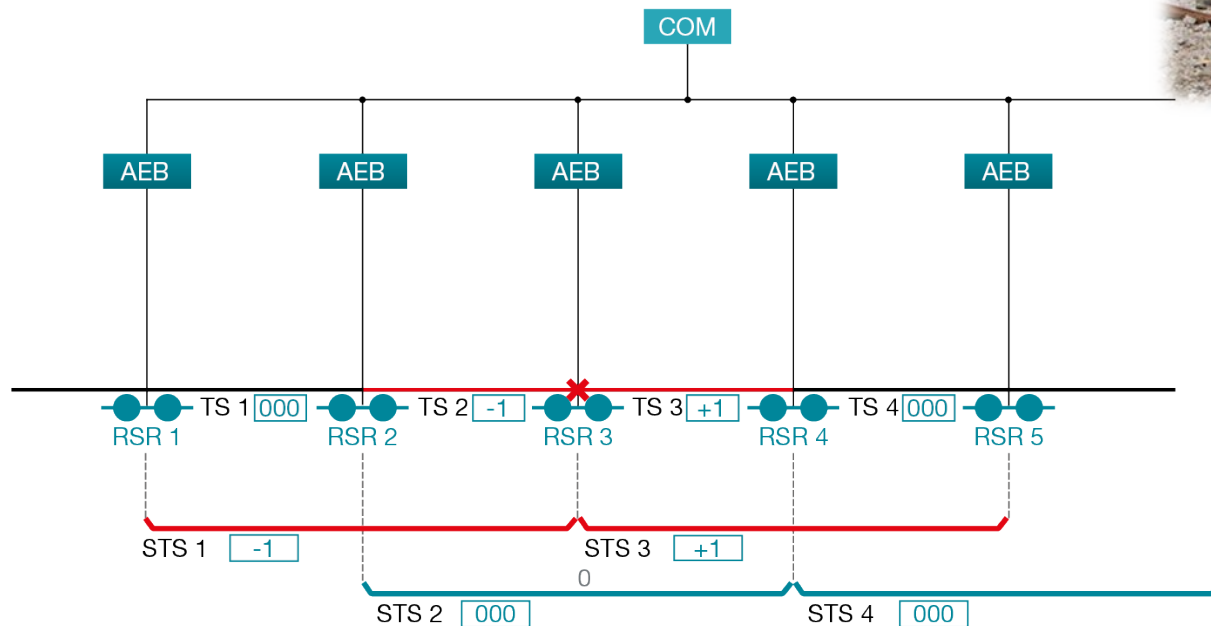 COM
AEB AEB AEB AEB AEB
TS 1 000 TS 2 -1 TS 3 +1 TS 4 000
RSR 1 RSR 2 RSR 3 RSR 4 RSR 5
STS 1 -1 STS 3 +1
0
STS 2 000 STS 4 000